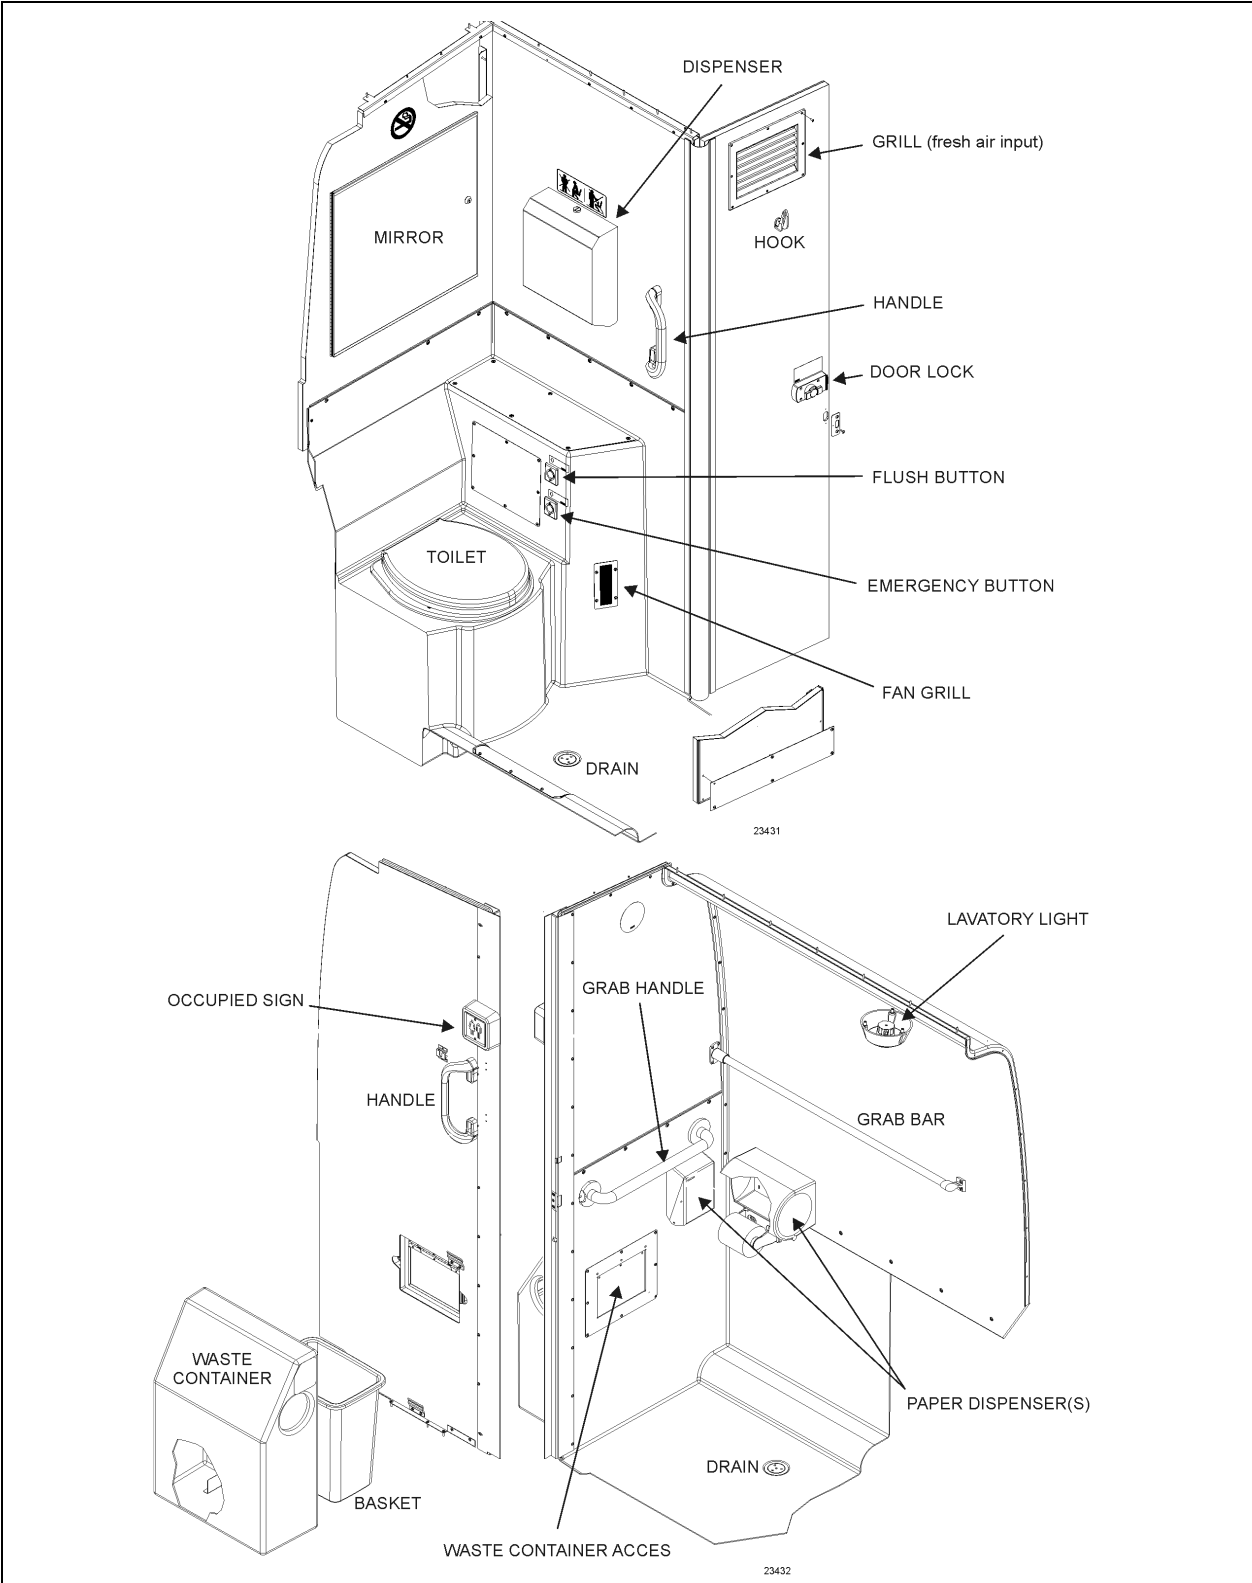 DISPENSER
GRILL (fresh air input)
MIRROR
HOOK
HANDLE
DOOR LOCK
FLUSH BUTTON
TOILET
EMERGENCY BUTTON
FAN GRILL
DRAIN
23431
LAVATORY LIGHT
GRAB HANDLE
OCCUPIED SIGN
HANDLE
GRAB BAR
WASTE
CONTAINER
PAPER DISPENSER(S)
DRAIN
BASKET
WASTE CONTAINER ACCES
23432